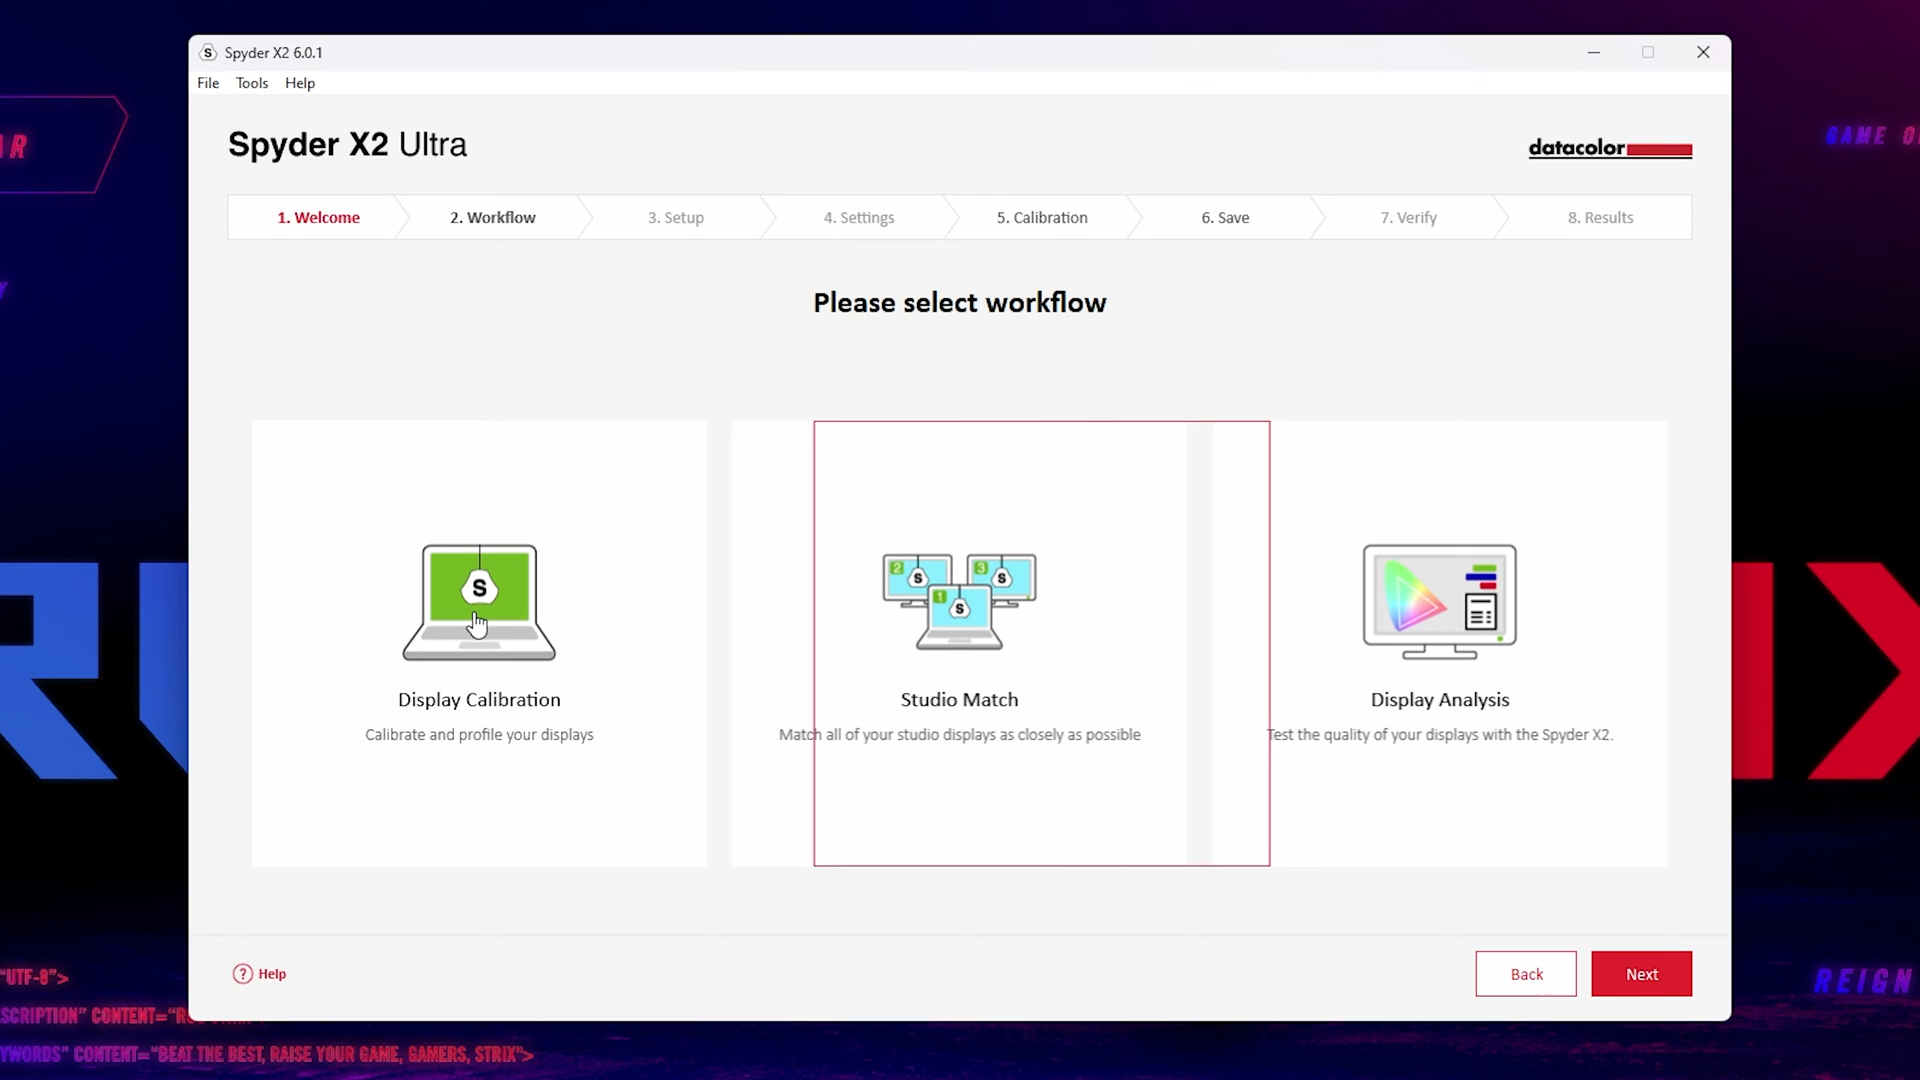 Spyder X2 6.0.1
File Tools Help
Spyder X2 Ultra
datacolor
1. Welcome
2. Workflow
3. Setup
4. Settings
5. Calibration
6. Save
7. Verify
8. Results
Please select workflow
S
Display Calibration
Calibrate and profile your displays
2 S
3 S
1 S
Studio Match
Match all of your studio displays as closely as possible
Display Analysis
Test the quality of your displays with the Spyder X2.
? Help
Back
Next
GAME
REIGN
"UTF-8">
CONTENT="
CONTENT="BEAT THE BEST, RAISE YOUR GAME, GAMERS, STRIX">